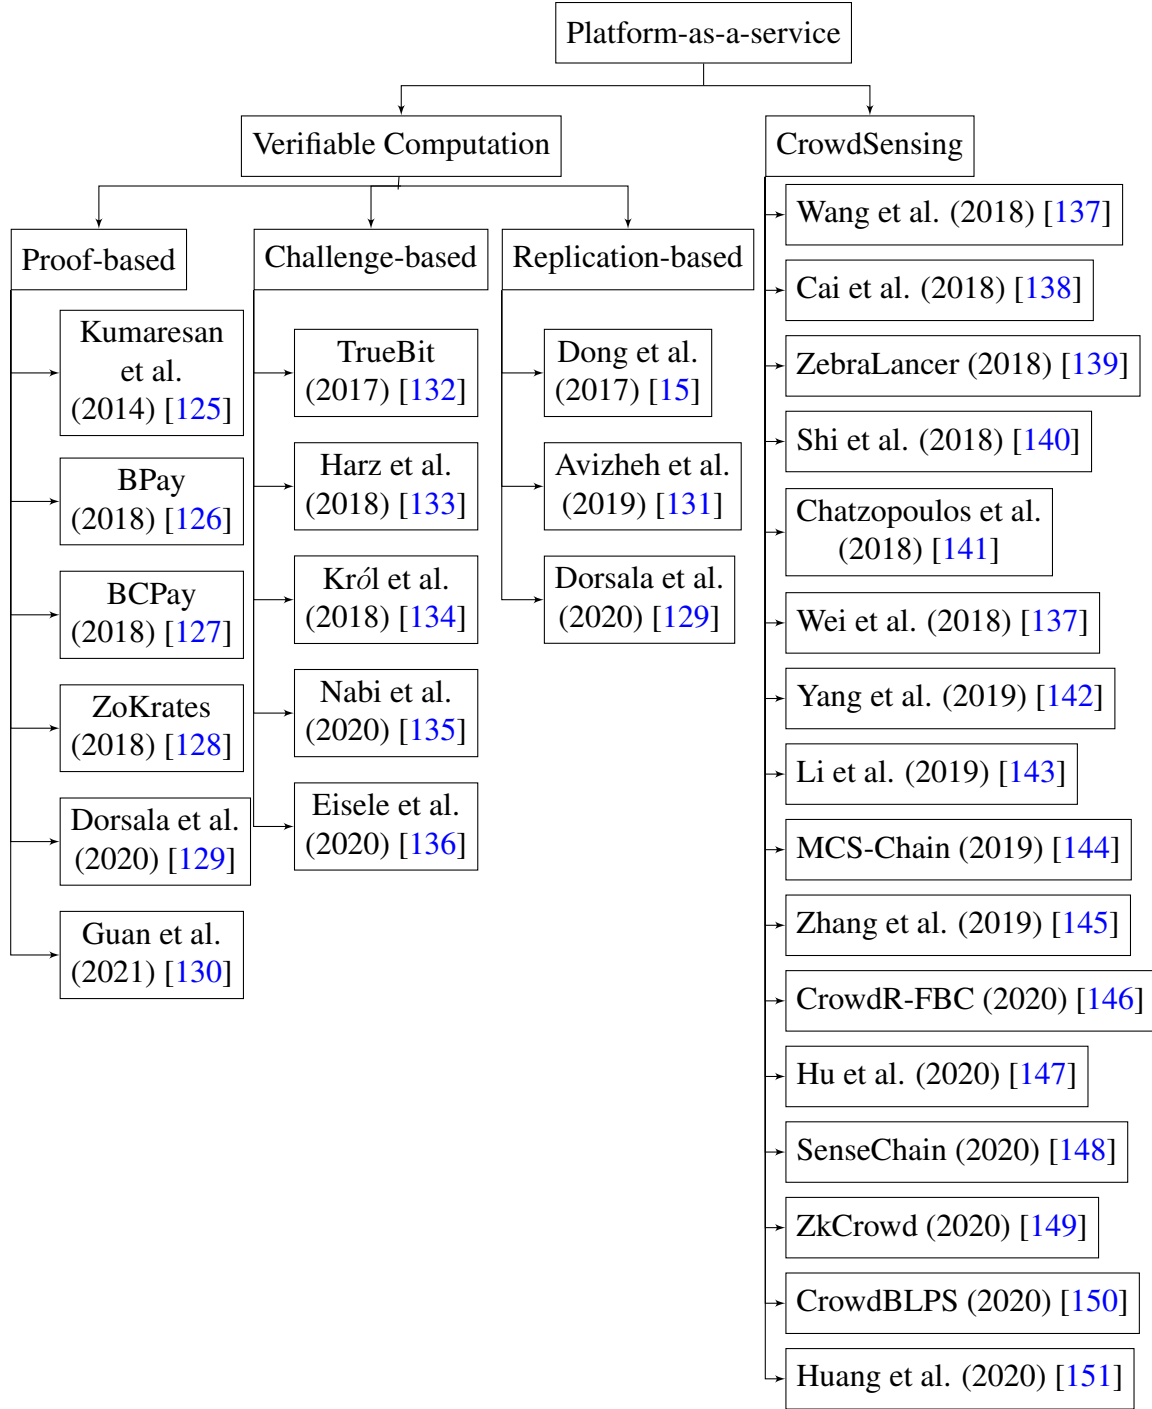 Platform-as-a-service
Verifiable Computation
CrowdSensing
Proof-based
Challenge-based
Replication-based
Kumaresan
et al.
(2014) [125]
BPay
(2018) [126]
BCPay
(2018) [127]
ZoKrates
(2018) [128]
Dorsala et al.
(2020) [129]
Guan et al.
(2021) [130]
TrueBit
(2017) [132]
Harz et al.
(2018) [133]
Król et al.
(2018) [134]
Nabi et al.
(2020) [135]
Eisele et al.
(2020) [136]
Dong et al.
(2017) [15]
Avizheh et al.
(2019) [131]
Dorsala et al.
(2020) [129]
Wang et al. (2018) [137]
Cai et al. (2018) [138]
ZebraLancer (2018) [139]
Shi et al. (2018) [140]
Chatzopoulos et al.
(2018) [141]
Wei et al. (2018) [137]
Yang et al. (2019) [142]
Li et al. (2019) [143]
MCS-Chain (2019) [144]
Zhang et al. (2019) [145]
CrowdR-FBC (2020) [146]
Hu et al. (2020) [147]
SenseChain (2020) [148]
ZkCrowd (2020) [149]
CrowdBLPS (2020) [150]
Huang et al. (2020) [151]